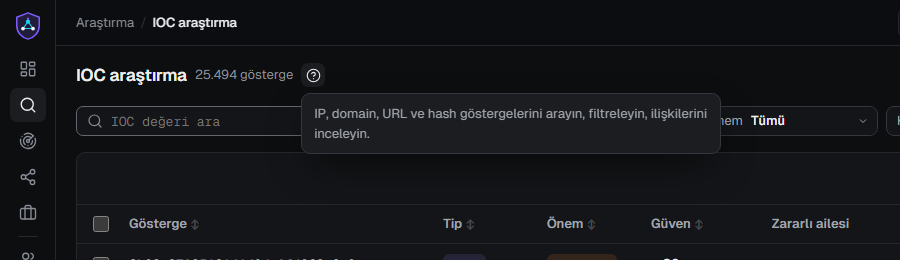 Araştırma / IOC araştırma
IOC araştırma 25.494 gösterge
IP, domain, URL ve hash göstergelerini arayın, filtreleyin, ilişkilerini
inceleyin.
IOC değeri ara
Tümü
Gösterge Tip Önem Güven Zararlı ailesi